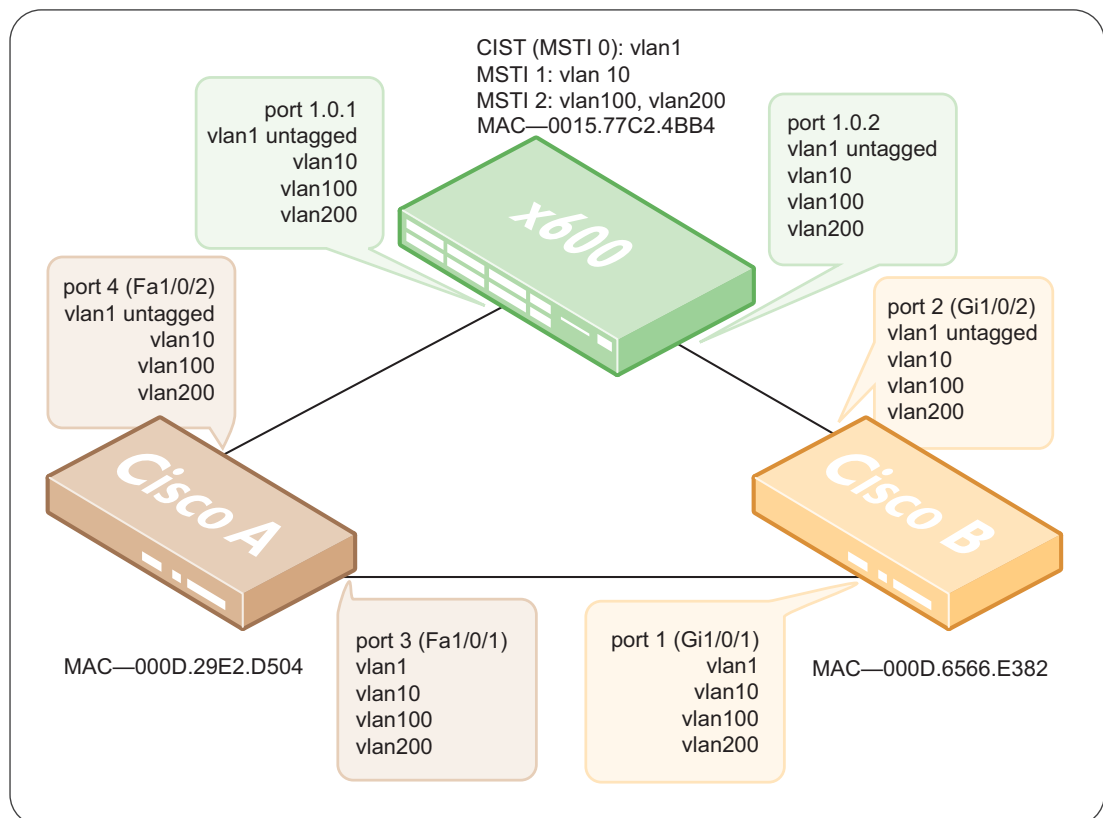 CIST (MSTI 0): vlan1
MSTI 1: vlan 10
MSTI 2: vlan100, vlan200
MAC—0015.77C2.4BB4
port 1.0.1
vlan1 untagged
vlan10
vlan100
vlan200
port 1.0.2
vlan1 untagged
vlan10
vlan100
vlan200
x600
port 4 (Fa1/0/2)
vlan1 untagged
vlan10
vlan100
vlan200
port 2 (Gi1/0/2)
vlan1 untagged
vlan10
vlan100
vlan200
Cisco A
Cisco B
MAC—000D.29E2.D504
port 3 (Fa1/0/1)
vlan1
vlan10
vlan100
vlan200
port 1 (Gi1/0/1)
vlan1
vlan10
vlan100
vlan200
MAC—000D.6566.E382